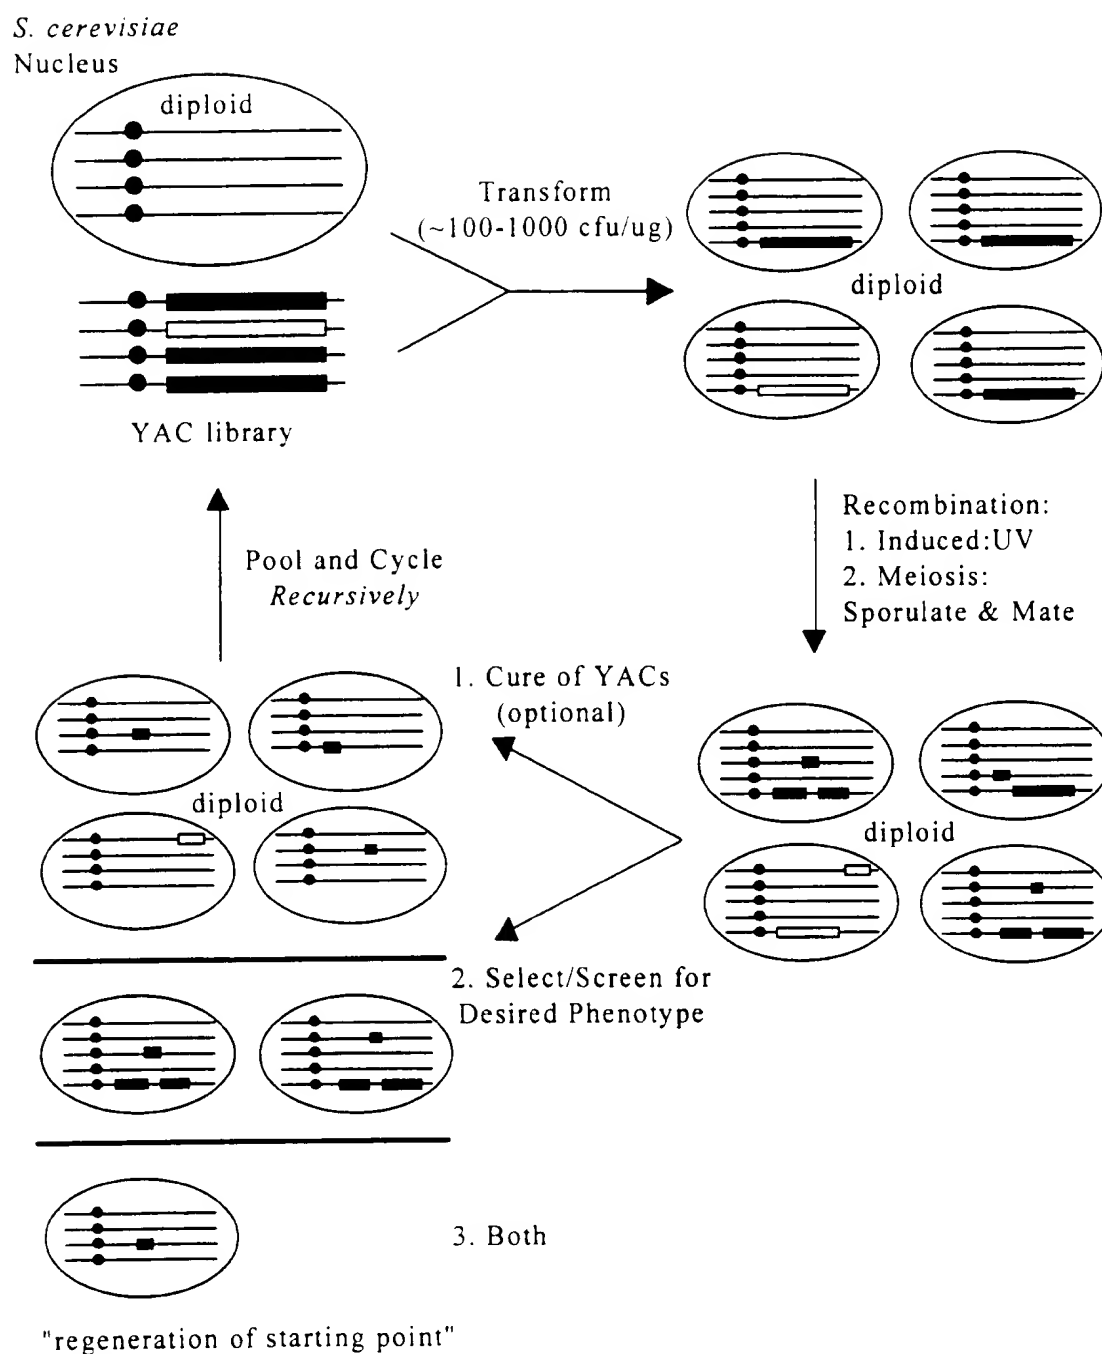 S. cerevisiae
Nucleus
diploid
YAC library
Transform
(~100-1000 cfu/ug)
diploid
Recombination:
1. Induced:UV
2. Meiosis:
Sporulate & Mate
diploid
1. Cure of YACs
(optional)
2. Select/Screen for
Desired Phenotype
3. Both
Pool and Cycle
Recursively
diploid
"regeneration of starting point"